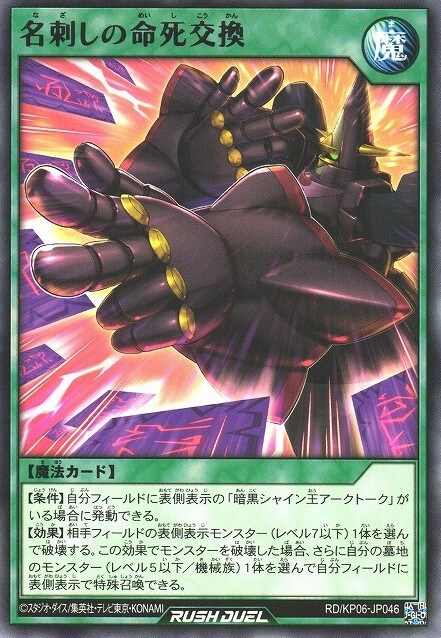 名刺しの命死交換
魔
【魔法カード】
【条件】自分フィールドに表側表示の「暗黒シャイン王アークトーク」が
いる場合に発動できる。
【効果】相手フィールドの表側表示モンスター(レベル7以下)1体を選ん
で破壊する。この効果でモンスターを破壊した場合、さらに自分の墓地
のモンスター(レベル5以下/機械族)1体を選んで自分フィールドに
表側表示で特殊召喚できる。
©スタジオ・ダイス/集英社・テレビ東京・KONAMI RUSH DUEL RD/KP06-JP046